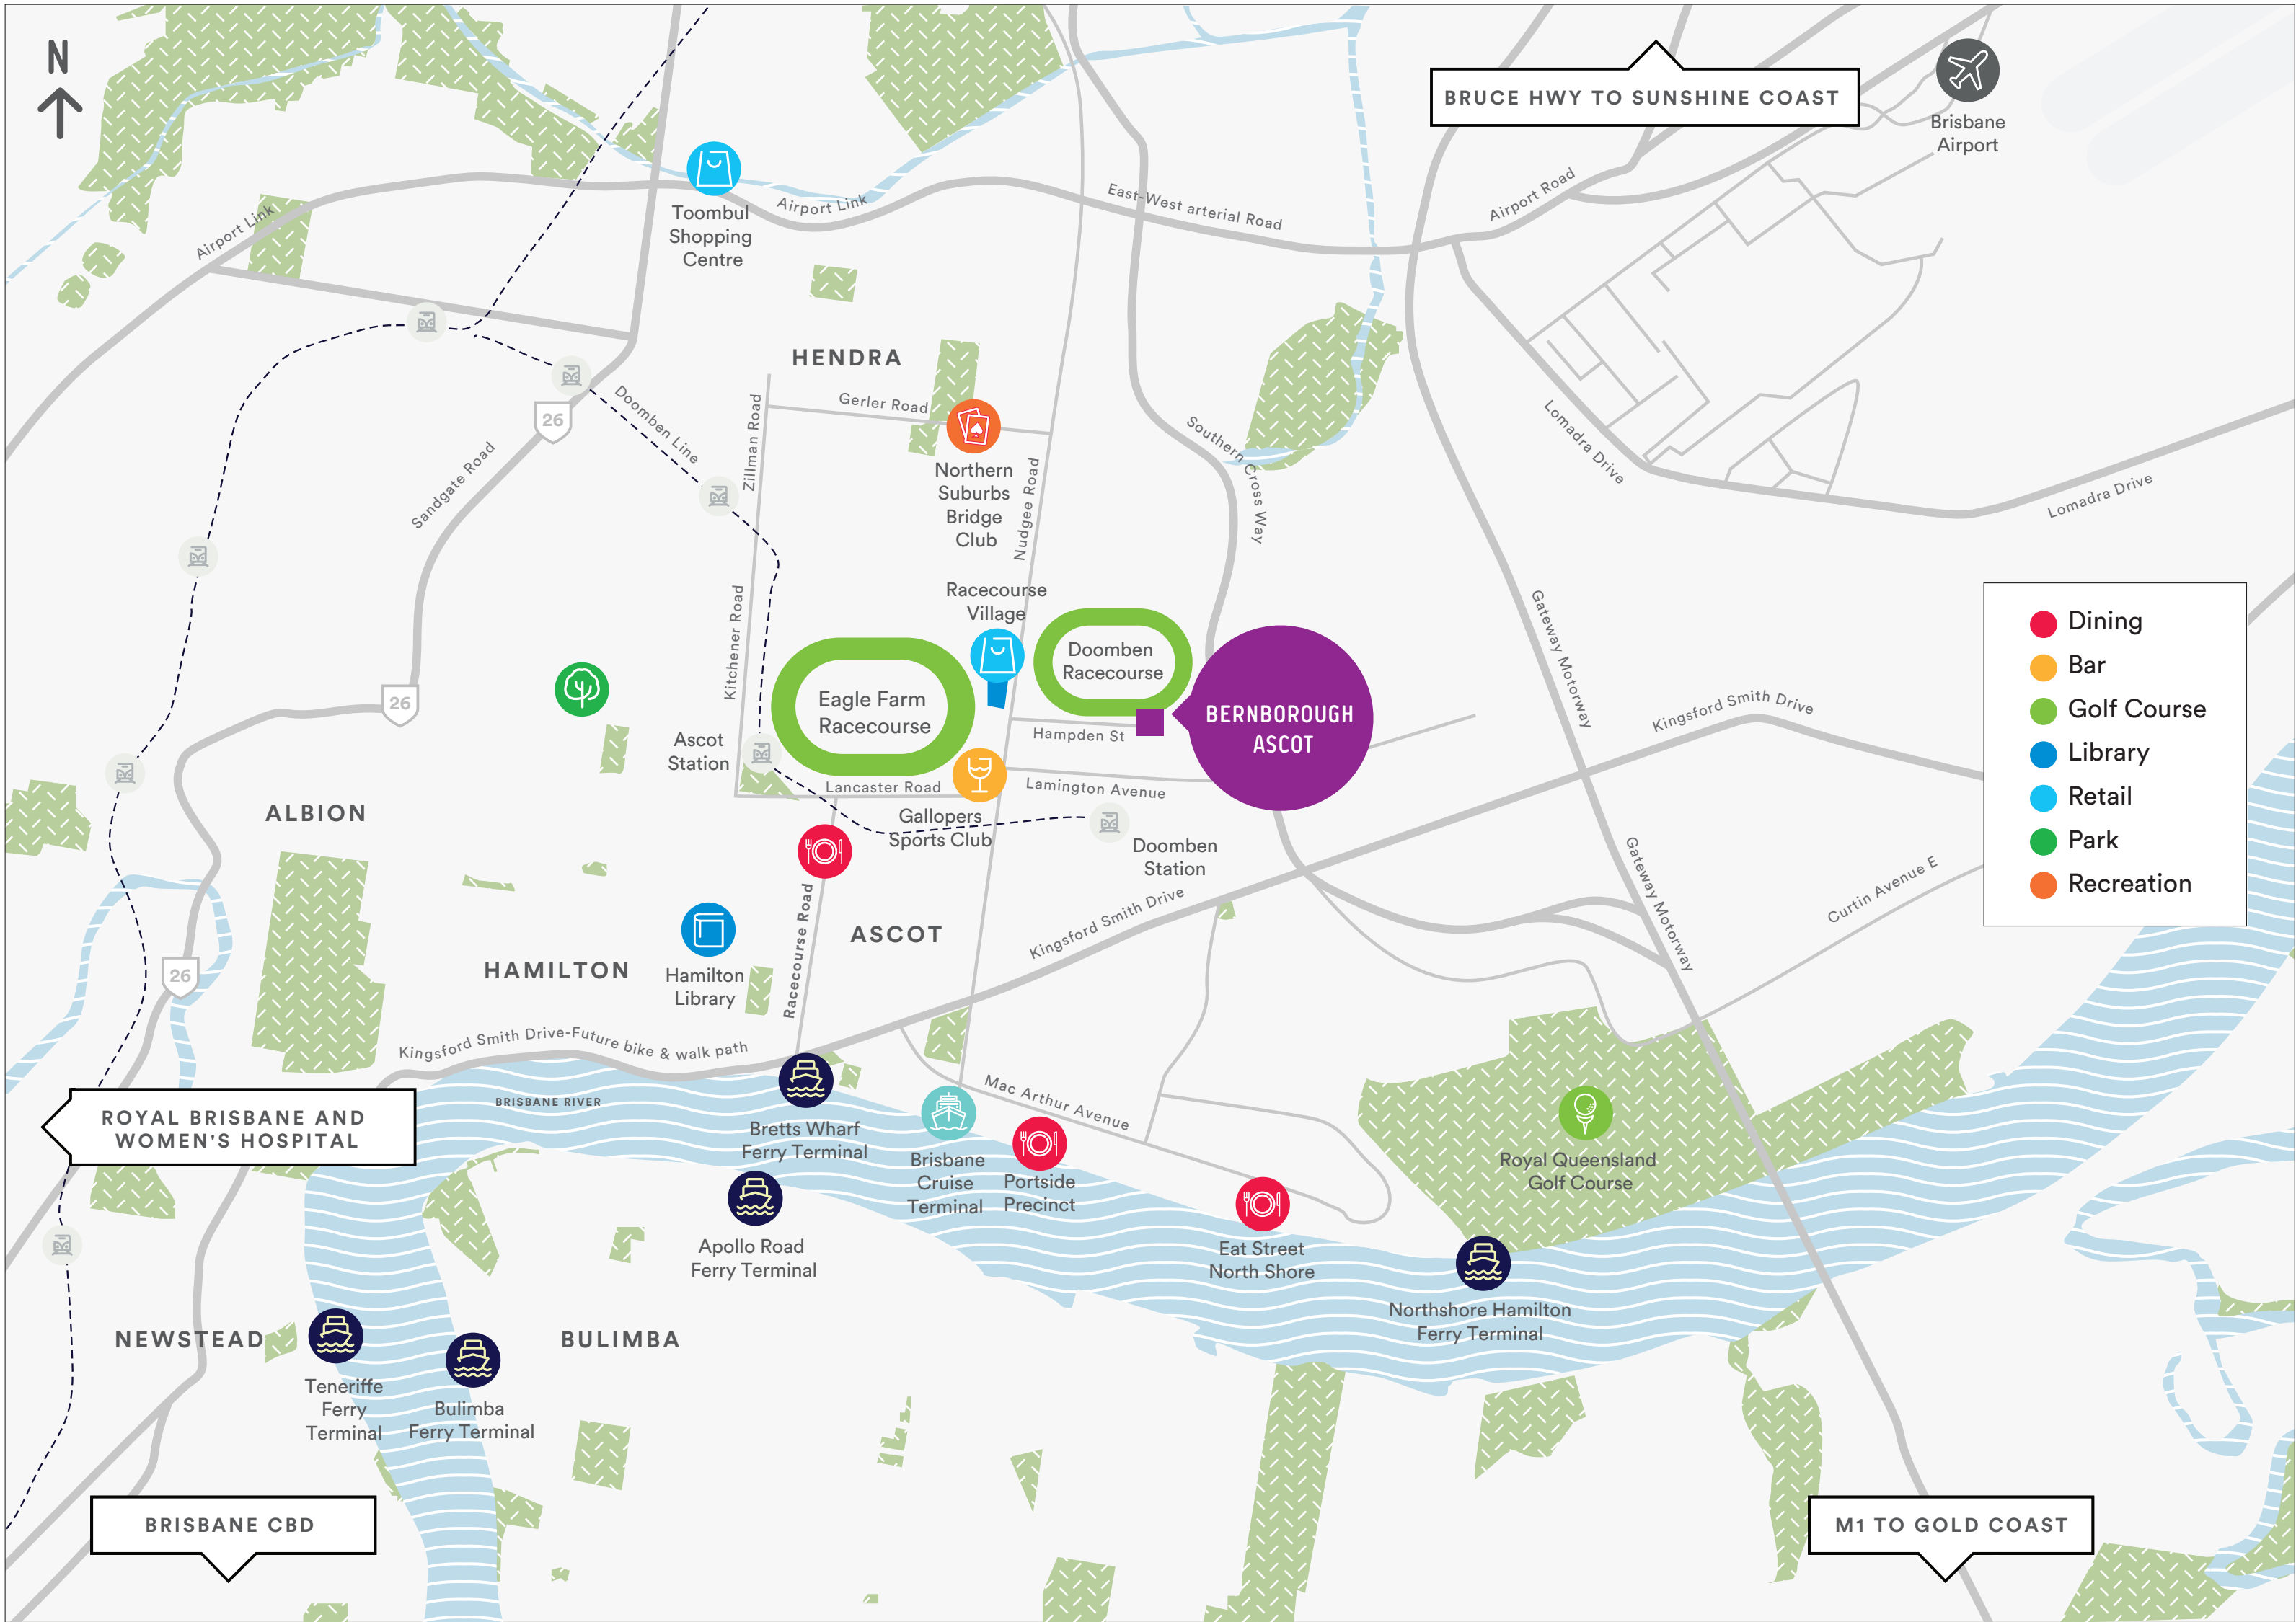 N
BRUCE HWY TO SUNSHINE COAST
Brisbane
Airport
Toombul
Shopping
Centre
Airport Link
Airport Link
East-West arterial Road
Airport Road
HENDRA
Gerler Road
Zillman Road
Doomben Line
26
Sandgate Road
Northern
Suburbs
Bridge
Club
Nudgee Road
Southern Cross Way
Lomadra Drive
Lomadra Drive
Racecourse
Village
Kitchener Road
Doomben
Racecourse
Eagle Farm
Racecourse
BERNBOROUGH
ASCOT
Hampden St
Gateway Motorway
Kingsford Smith Drive
26
Ascot
Station
Lancaster Road
Lamington Avenue
Gallopers
Sports Club
Doomben
Station
Dining
Bar
Golf Course
Library
Retail
Park
Recreation
ALBION
Racecourse Road
ASCOT
Kingsford Smith Drive
Gateway Motorway
Curtin Avenue E
HAMILTON
Hamilton
Library
26
Kingsford Smith Drive-Future bike & walk path
BRISBANE RIVER
ROYAL BRISBANE AND
WOMEN'S HOSPITAL
Bretts Wharf
Ferry Terminal
Mac Arthur Avenue
Brisbane
Cruise
Terminal
Portside
Precinct
Royal Queensland
Golf Course
Apollo Road
Ferry Terminal
Eat Street
North Shore
Northshore Hamilton
Ferry Terminal
NEWSTEAD
BULIMBA
Teneriffe
Ferry
Terminal
Bulimba
Ferry Terminal
BRISBANE CBD
M1 TO GOLD COAST